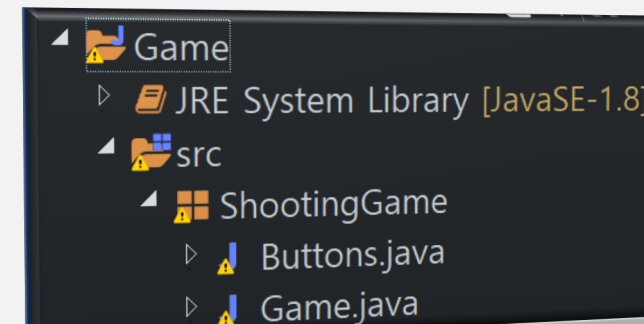 Game
JRE System Library [JavaSE-1.8]
src
ShootingGame
Buttons.java
Game.java